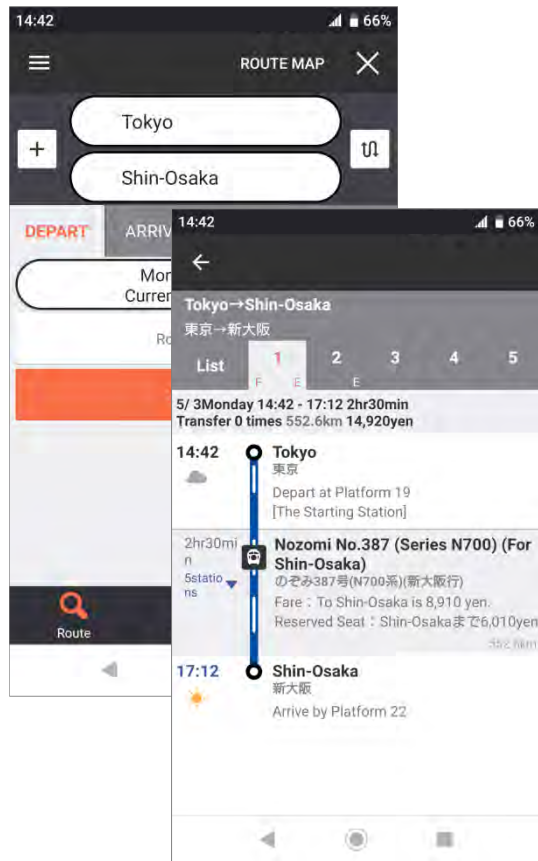 14:42
66%
ROUTE MAP
Tokyo
Shin-Osaka
DEPART
ARRIV
Mor
Curren
Ro
Route
14:42
66%
Tokyo→Shin-Osaka
東京→新大阪
List 1 2 3 4 5
F E E
5/ 3Monday 14:42 - 17:12 2hr30min
Transfer 0 times 552.6km 14,920yen
14:42
Tokyo
東京
Depart at Platform 19
[The Starting Station]
2hr30mi
n
5statio
ns
Nozomi No.387 (Series N700) (For
Shin-Osaka)
のぞみ387号(N700系)(新大阪行)
Fare：To Shin-Osaka is 8,910 yen.
Reserved Seat：Shin-Osakaまで6,010yen
552.6km
17:12
Shin-Osaka
新大阪
Arrive by Platform 22